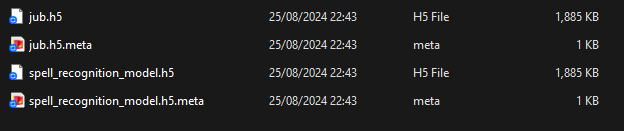 jub.h5 25/08/2024 22:43 H5 File 1,885 KB
jub.h5.meta 25/08/2024 22:43 meta 1 KB
spell_recognition_model.h5 25/08/2024 22:43 H5 File 1,885 KB
spell_recognition_model.h5.meta 25/08/2024 22:43 meta 1 KB